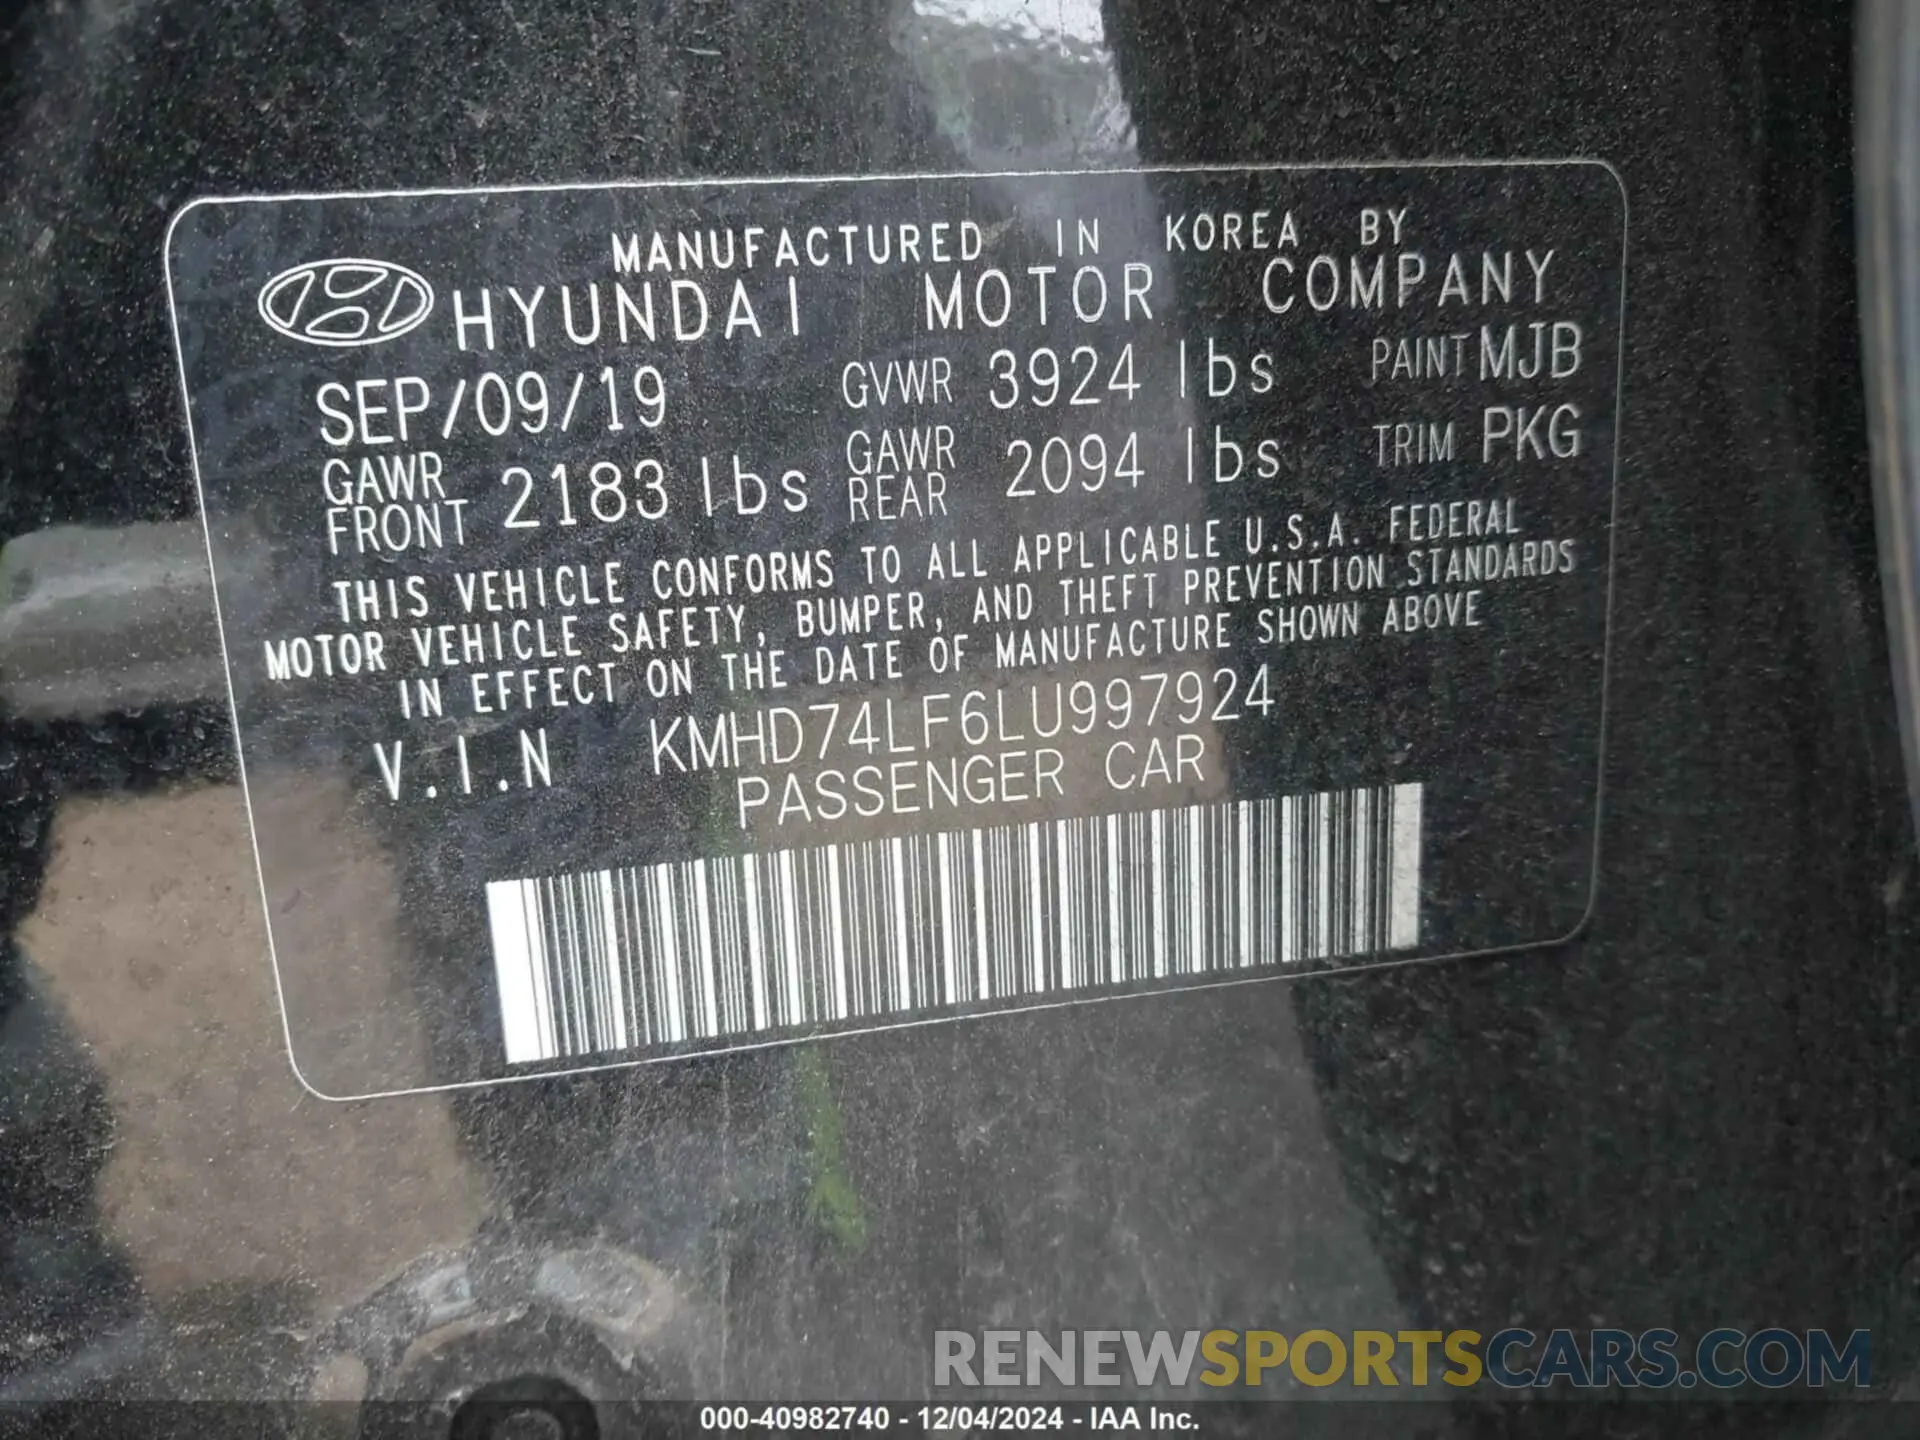 MANUFACTURED IN KOREA BY
HYUNDAI MOTOR COMPANY
SEP/09/19 GVWR 3924 lbs PAINT MJB
GAWR FRONT 2183 lbs GAWR REAR 2094 lbs TRIM PKG
THIS VEHICLE CONFORMS TO ALL APPLICABLE U.S.A. FEDERAL
MOTOR VEHICLE SAFETY, BUMPER, AND THEFT PREVENTION STANDARDS
IN EFFECT ON THE DATE OF MANUFACTURE SHOWN ABOVE
V.I.N KMHD74LF6LU997924
PASSENGER CAR
RENEWSPORTSCARS.COM
000-40982740 - 12/04/2024 - IAA Inc.